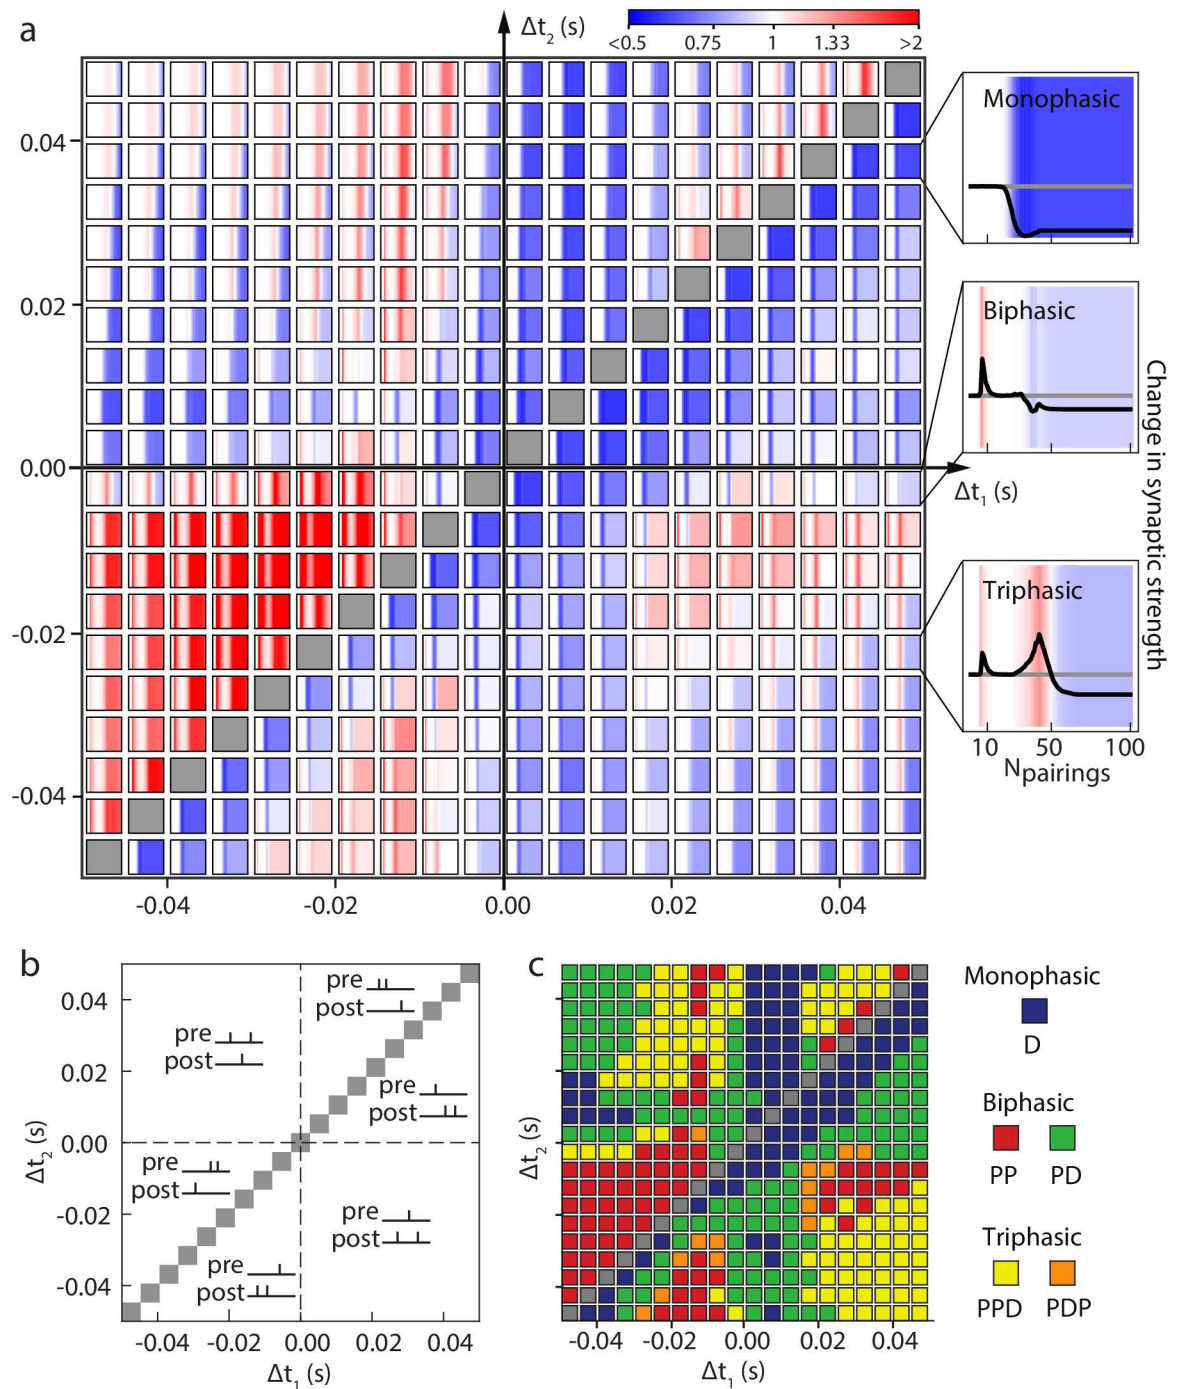 a
Δt2 (s)
<0.5 0.75 1 1.33 >2
Monophasic
0.04
0.02
Biphasic
0.00
Δt1 (s)
-0.02
Triphasic
-0.04
10 50 100
Npairings
Change in synaptic strength
-0.04 -0.02 0.00 0.02 0.04
b
pre
post
pre
post
pre
post
pre
post
pre
post
pre
post
0.04
0.02
0.00
-0.02
-0.04
Δt2 (s)
-0.04 -0.02 0.00 0.02 0.04
Δt1 (s)
c
Δt2 (s)
-0.04 -0.02 0.00 0.02 0.04
Δt1 (s)
Monophasic
D
Biphasic
PP PD
Triphasic
PPD PDP